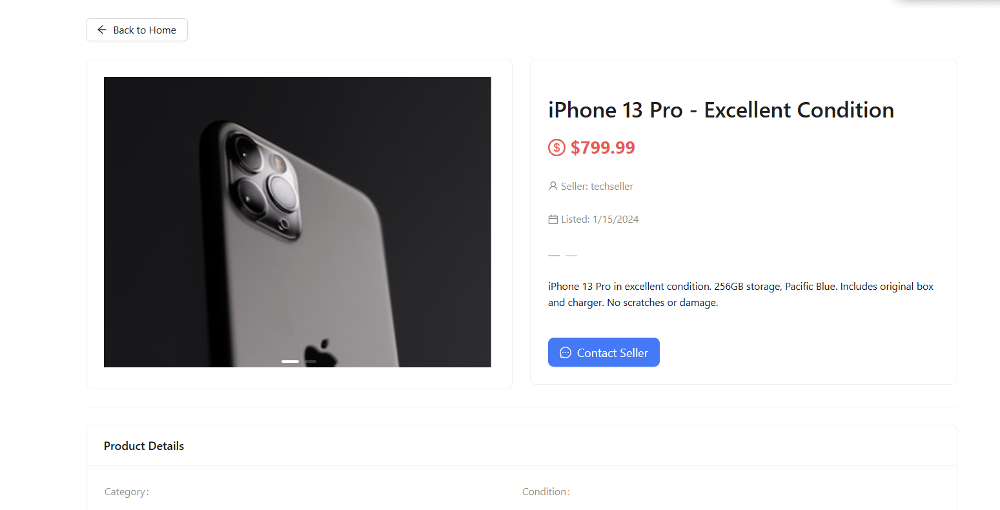 Back to Home
iPhone 13 Pro - Excellent Condition
$799.99
Seller: techseller
Listed: 1/15/2024
iPhone 13 Pro in excellent condition. 256GB storage, Pacific Blue. Includes original box
and charger. No scratches or damage.
Contact Seller
Product Details
Category:
Condition: